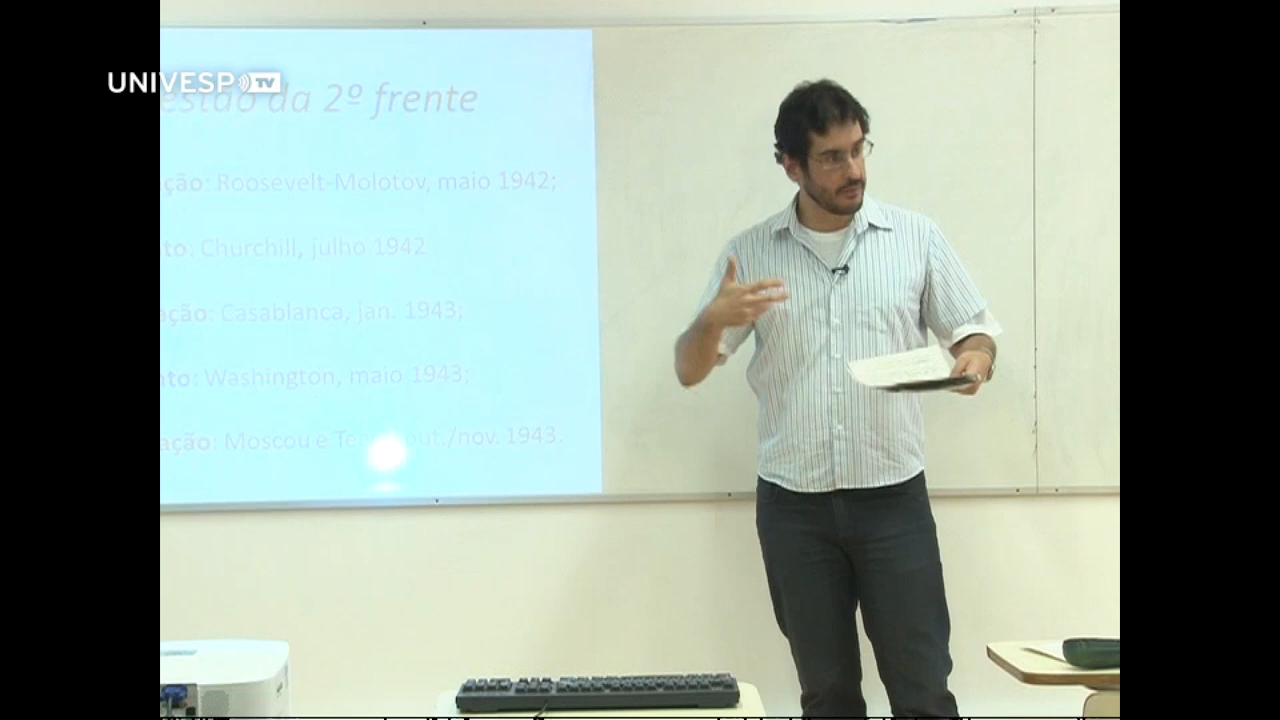 UNIVESP TV
estão da 2º frente
ção: Roosevelt-Molotov, maio 1942;
to: Churchill, julho 1942
ação: Casablanca, jan. 1943;
nto: Washington, maio 1943;
ação: Moscou e out./nov. 1943.